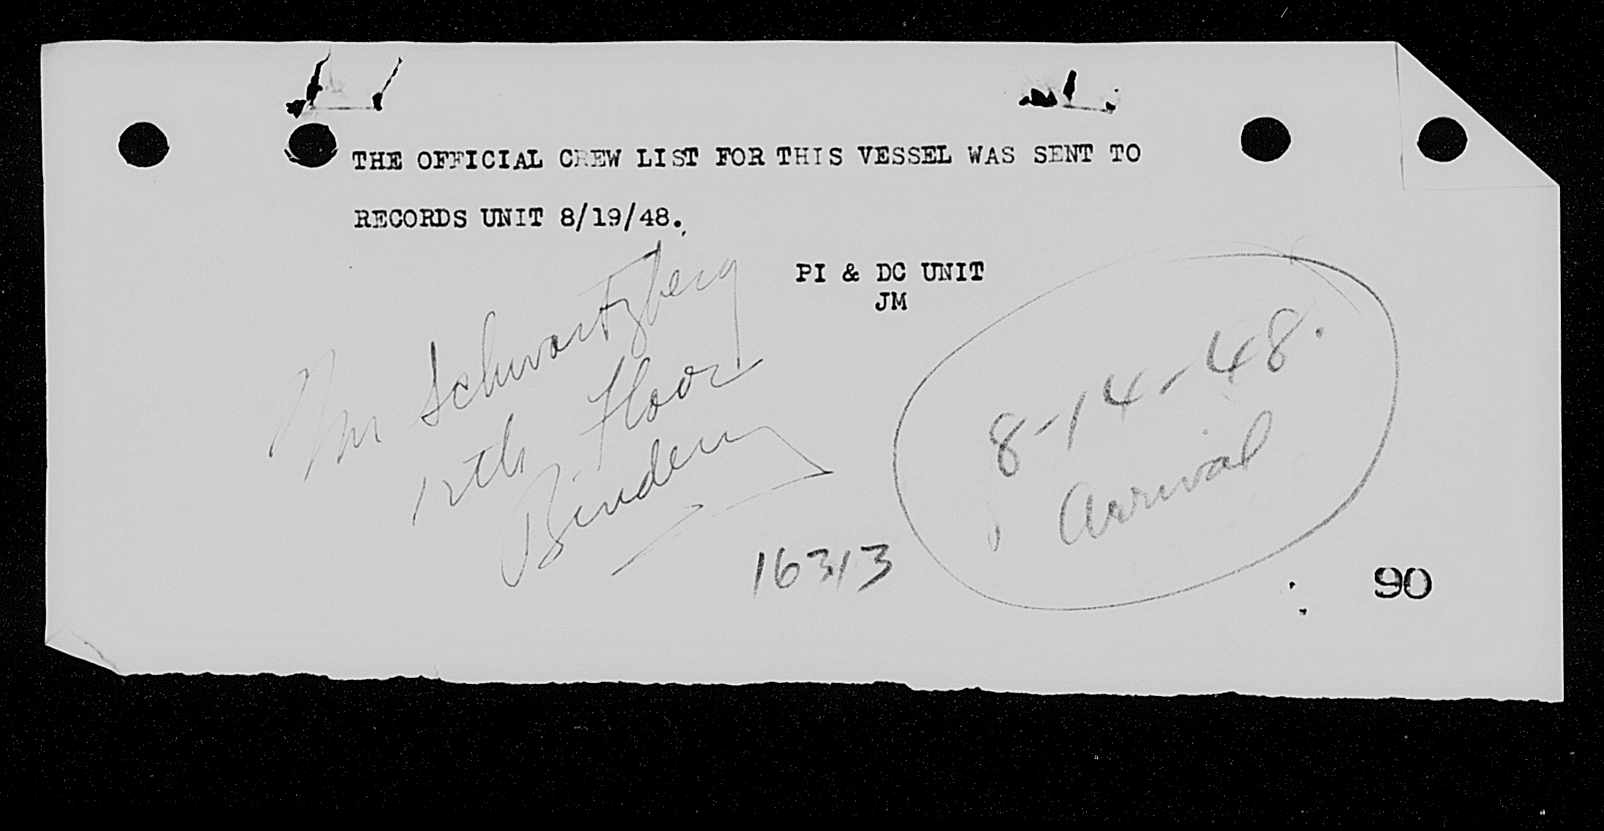 THE OFFICIAL CREW LIST FOR THIS VESSEL WAS SENT TO
RECORDS UNIT 8/19/48.
PI & DC UNIT
JM
Mr Schwartzberg
12th Floor
Bindery
8-14-48.
Arrival
16313
90